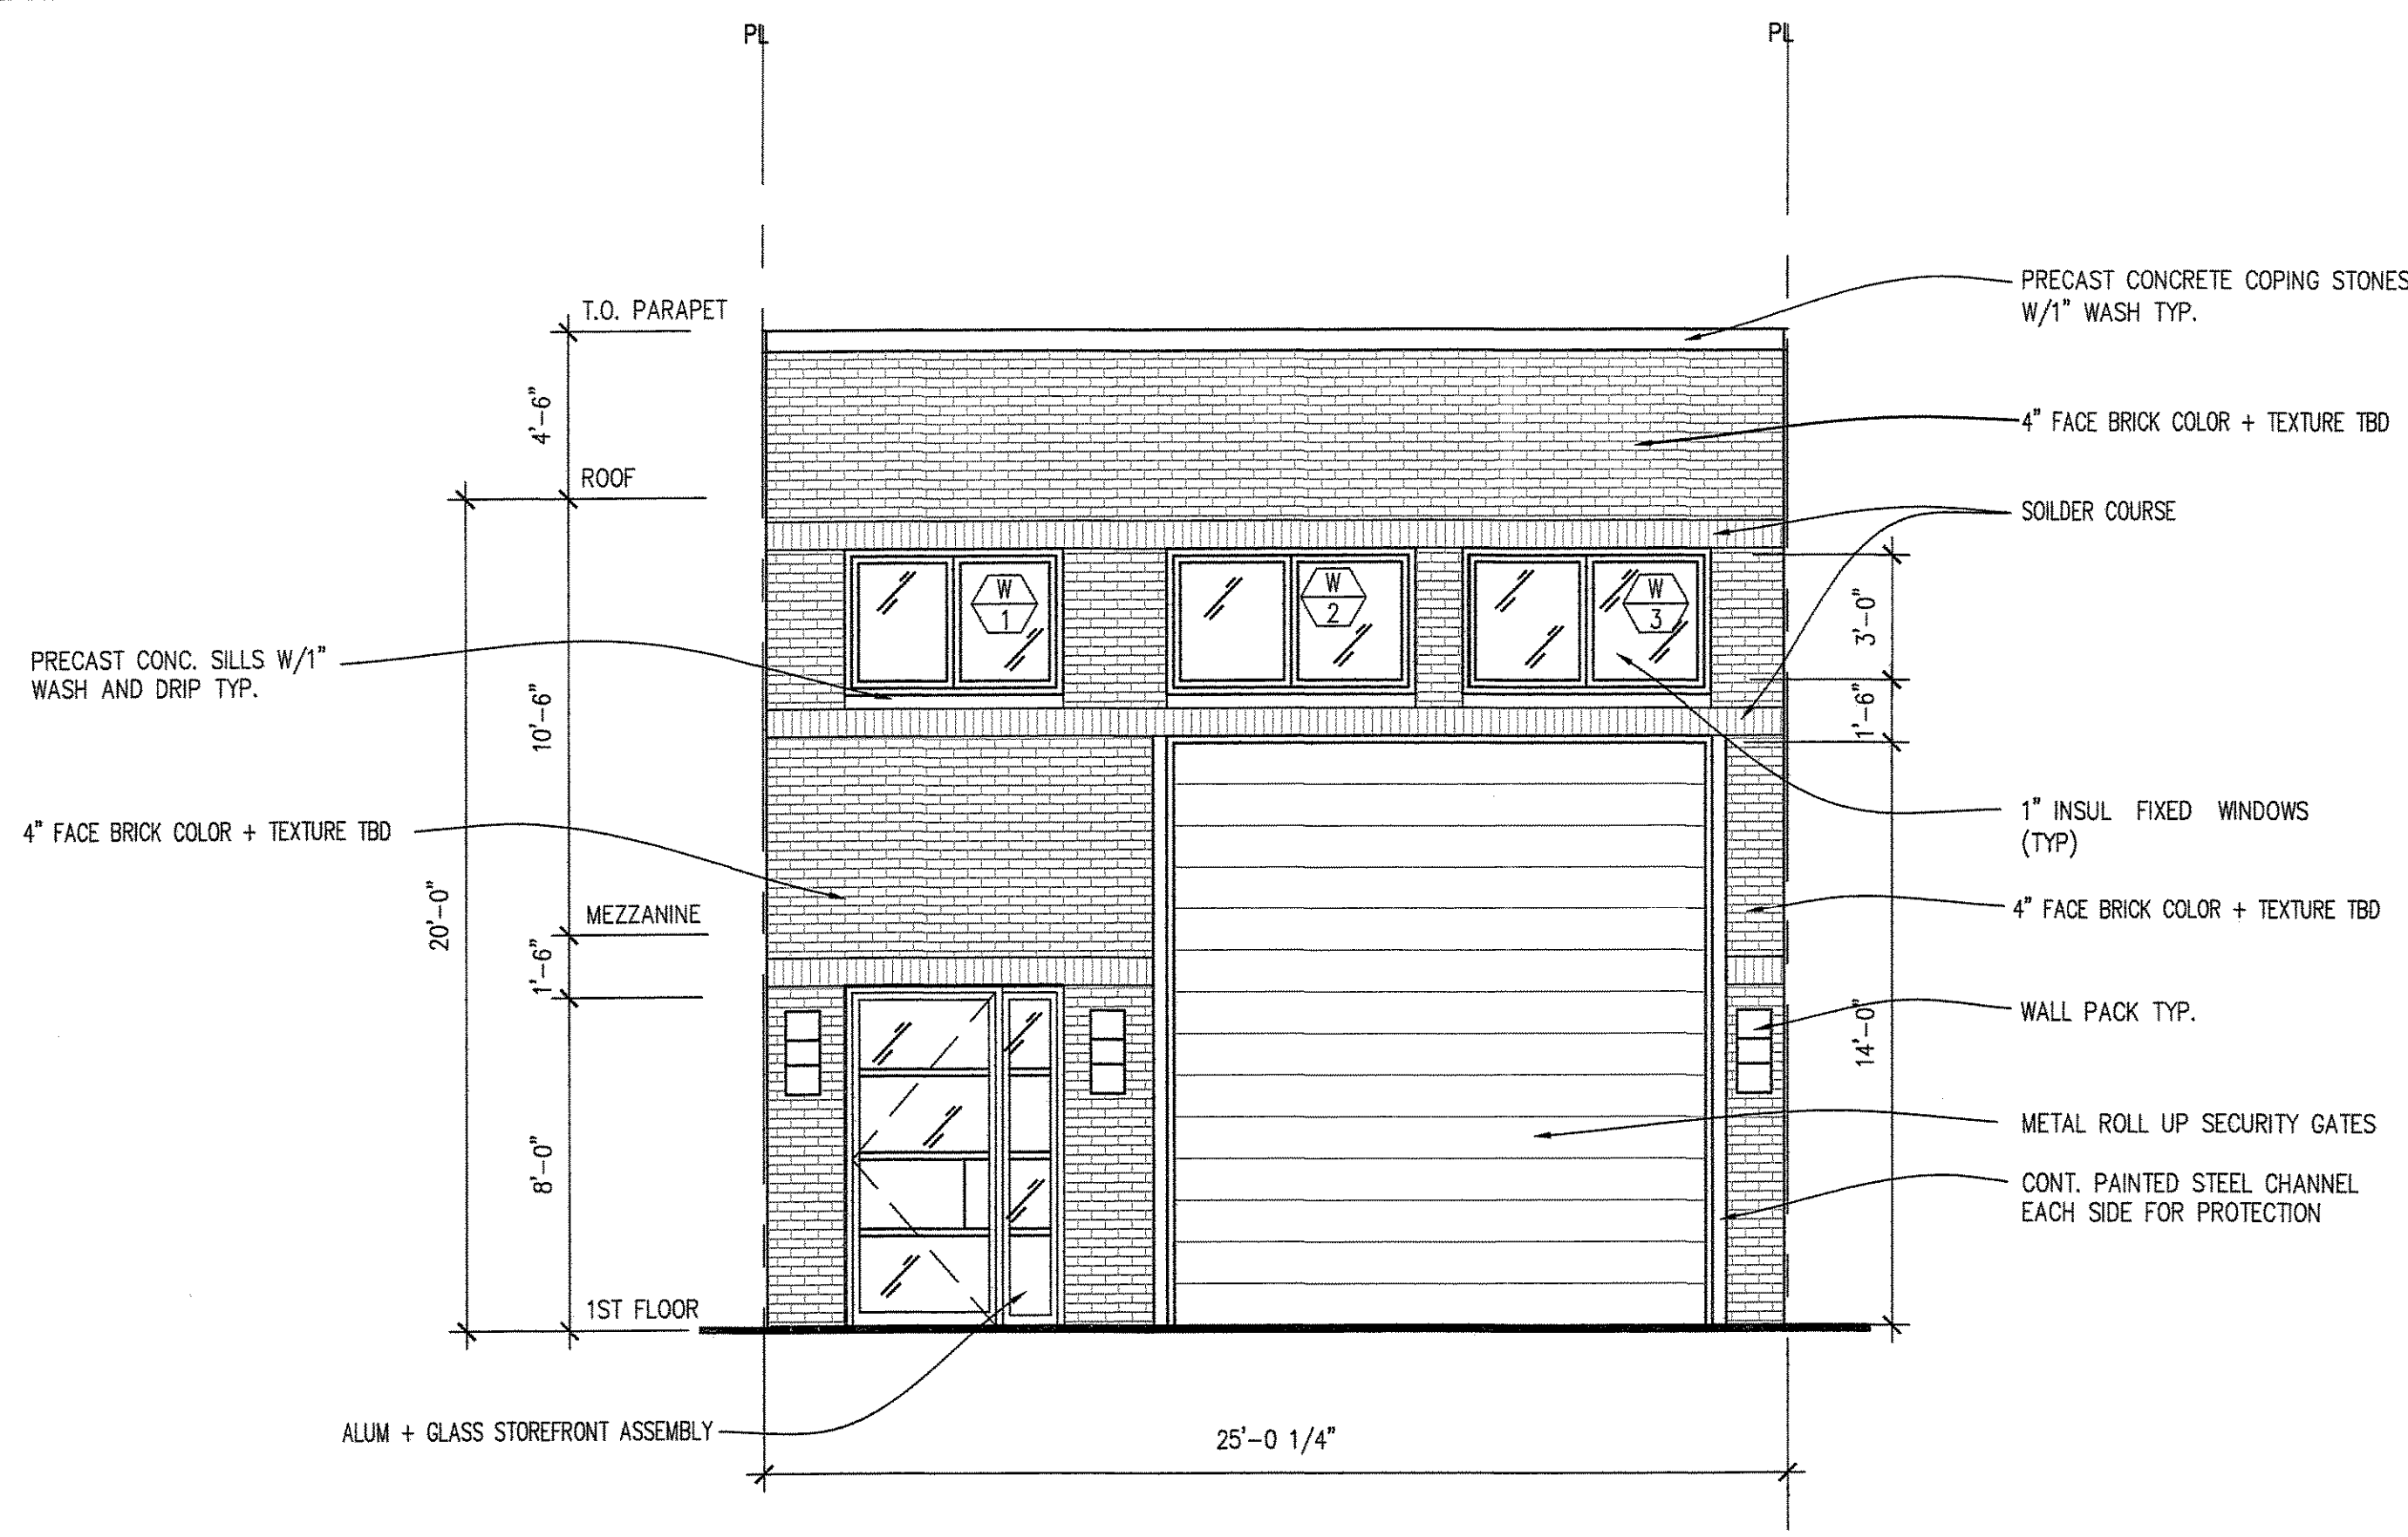 PL
PL
T.O. PARAPET
PRECAST CONCRETE COPING STONES
W/1" WASH TYP.
4'-6"
4" FACE BRICK COLOR + TEXTURE TBD
ROOF
SOILDER COURSE
W
1
W
2
W
3
3'-0"
PRECAST CONC. SILLS W/1"
WASH AND DRIP TYP.
10'-6"
1'-6"
1" INSUL FIXED WINDOWS
(TYP)
4" FACE BRICK COLOR + TEXTURE TBD
20'-0"
MEZZANINE
4" FACE BRICK COLOR + TEXTURE TBD
1'-6"
WALL PACK TYP.
14'-0"
METAL ROLL UP SECURITY GATES
8'-0"
CONT. PAINTED STEEL CHANNEL
EACH SIDE FOR PROTECTION
1ST FLOOR
ALUM + GLASS STOREFRONT ASSEMBLY
25'-0 1/4"